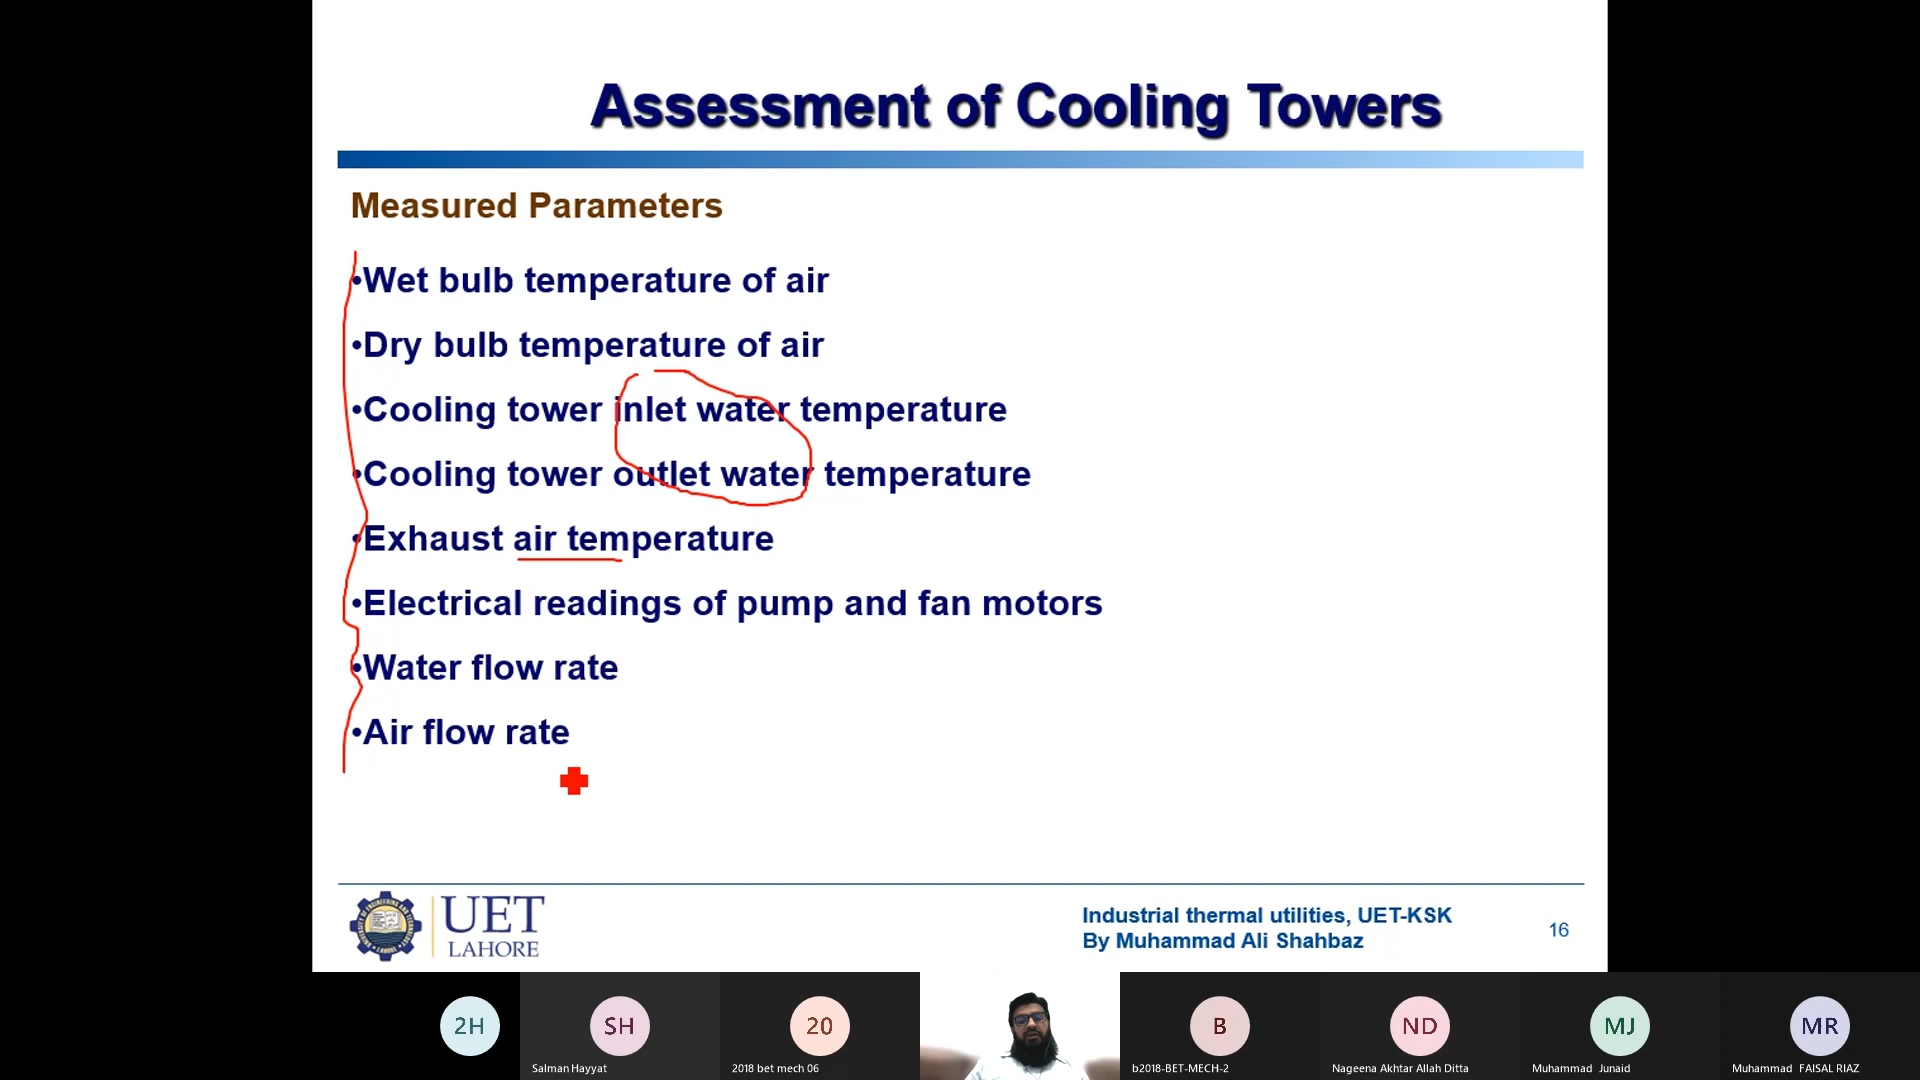 Assessment of Cooling Towers
Measured Parameters
•Wet bulb temperature of air
•Dry bulb temperature of air
•Cooling tower inlet water temperature
•Cooling tower outlet water temperature
•Exhaust air temperature
•Electrical readings of pump and fan motors
•Water flow rate
•Air flow rate
UET
LAHORE
Industrial thermal utilities, UET-KSK
By Muhammad Ali Shahbaz
16
2H
SH
20
B
ND
MJ
MR
Salman Hayyat
2018 bet mech 06
b2018-BET-MECH-2
Nageena Akhtar Allah Ditta
Muhammad Junaid
Muhammad FAISAL RIAZ